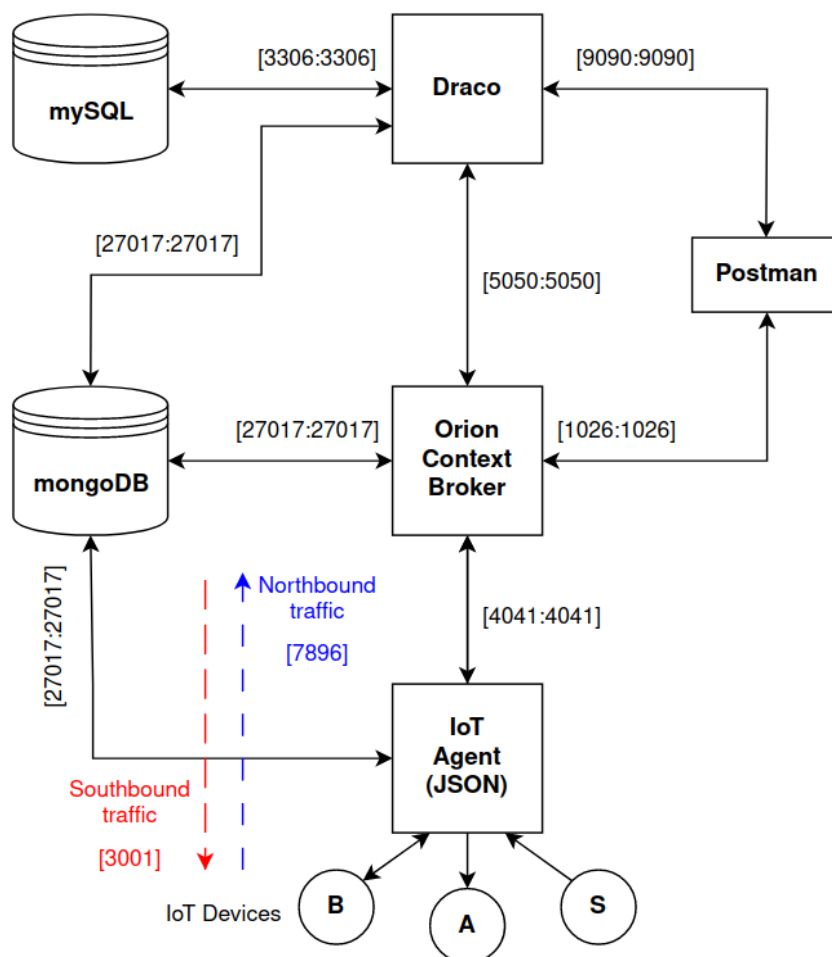 [3306:3306]
[9090:9090]
mySQL
Draco
[27017:27017]
[5050:5050]
Postman
[27017:27017]
Orion
Context
Broker
[1026:1026]
mongoDB
[27017:27017]
Northbound
traffic
[7896]
[4041:4041]
IoT
Agent
(JSON)
Southbound
traffic
[3001]
IoT Devices
B
A
S